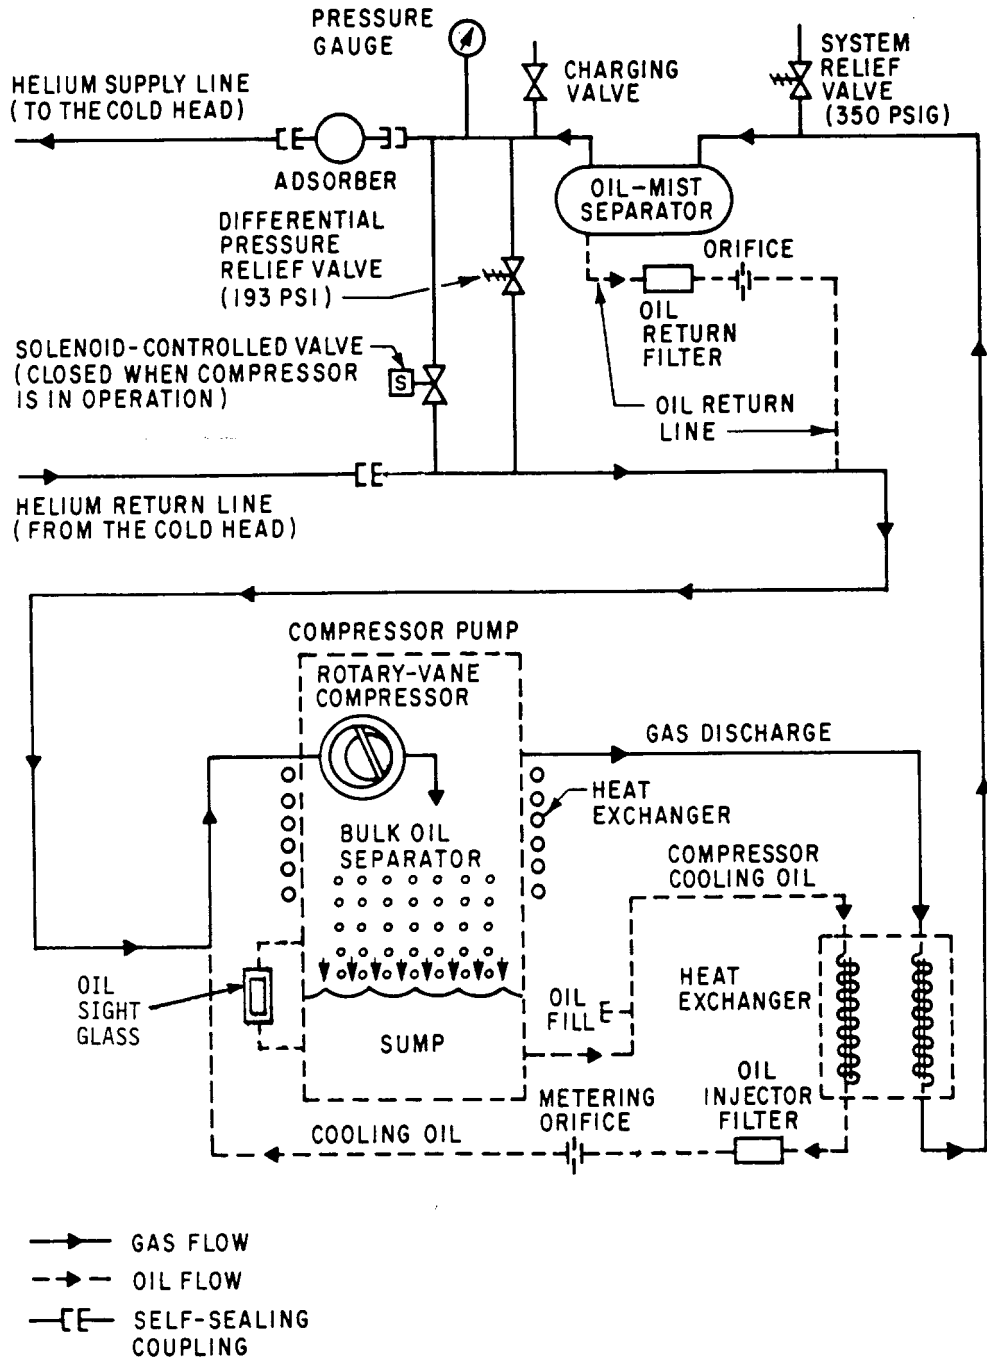 PRESSURE
GAUGE
HELIUM SUPPLY LINE
(TO THE COLD HEAD)
CHARGING
VALVE
SYSTEM
RELIEF
VALVE
(350 PSIG)
ADSORBER
OIL-MIST
SEPARATOR
DIFFERENTIAL
PRESSURE
RELIEF VALVE
(193 PSI)
ORIFICE
OIL
RETURN
FILTER
SOLENOID-CONTROLLED VALVE
(CLOSED WHEN COMPRESSOR
IS IN OPERATION)
S
OIL RETURN
LINE
HELIUM RETURN LINE
(FROM THE COLD HEAD)
COMPRESSOR PUMP
ROTARY-VANE
COMPRESSOR
GAS DISCHARGE
HEAT
EXCHANGER
BULK OIL
SEPARATOR
COMPRESSOR
COOLING OIL
OIL
SIGHT
GLASS
SUMP
OIL
FILL
HEAT
EXCHANGER
OIL
INJECTOR
FILTER
METERING
ORIFICE
COOLING OIL
GAS FLOW
OIL FLOW
SELF-SEALING
COUPLING